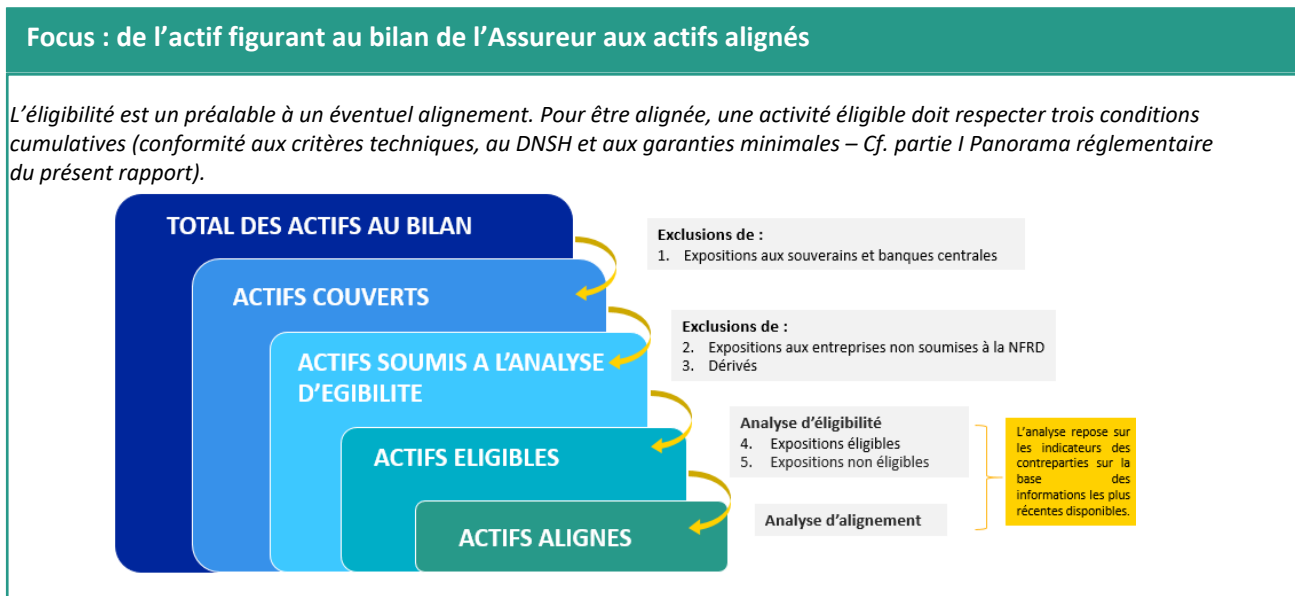 Focus : de l’actif figurant au bilan de l’Assureur aux actifs alignés
L’éligibilité est un préalable à un éventuel alignement. Pour être alignée, une activité éligible doit respecter trois conditions
cumulatives (conformité aux critères techniques, au DNSH et aux garanties minimales – Cf. partie I Panorama réglementaire
du présent rapport).
TOTAL DES ACTIFS AU BILAN
Exclusions de :
1. Expositions aux souverains et banques centrales
ACTIFS COUVERTS
Exclusions de :
2. Expositions aux entreprises non soumises à la NFRD
3. Dérivés
ACTIFS SOUMIS A L’ANALYSE
D’EGIBILITE
Analyse d’éligibilité
4. Expositions éligibles
5. Expositions non éligibles
ACTIFS ELIGIBLES
Analyse d’alignement
ACTIFS ALIGNES
L’analyse repose sur
les indicateurs des
contreparties sur la
base des
informations les plus
récentes disponibles.